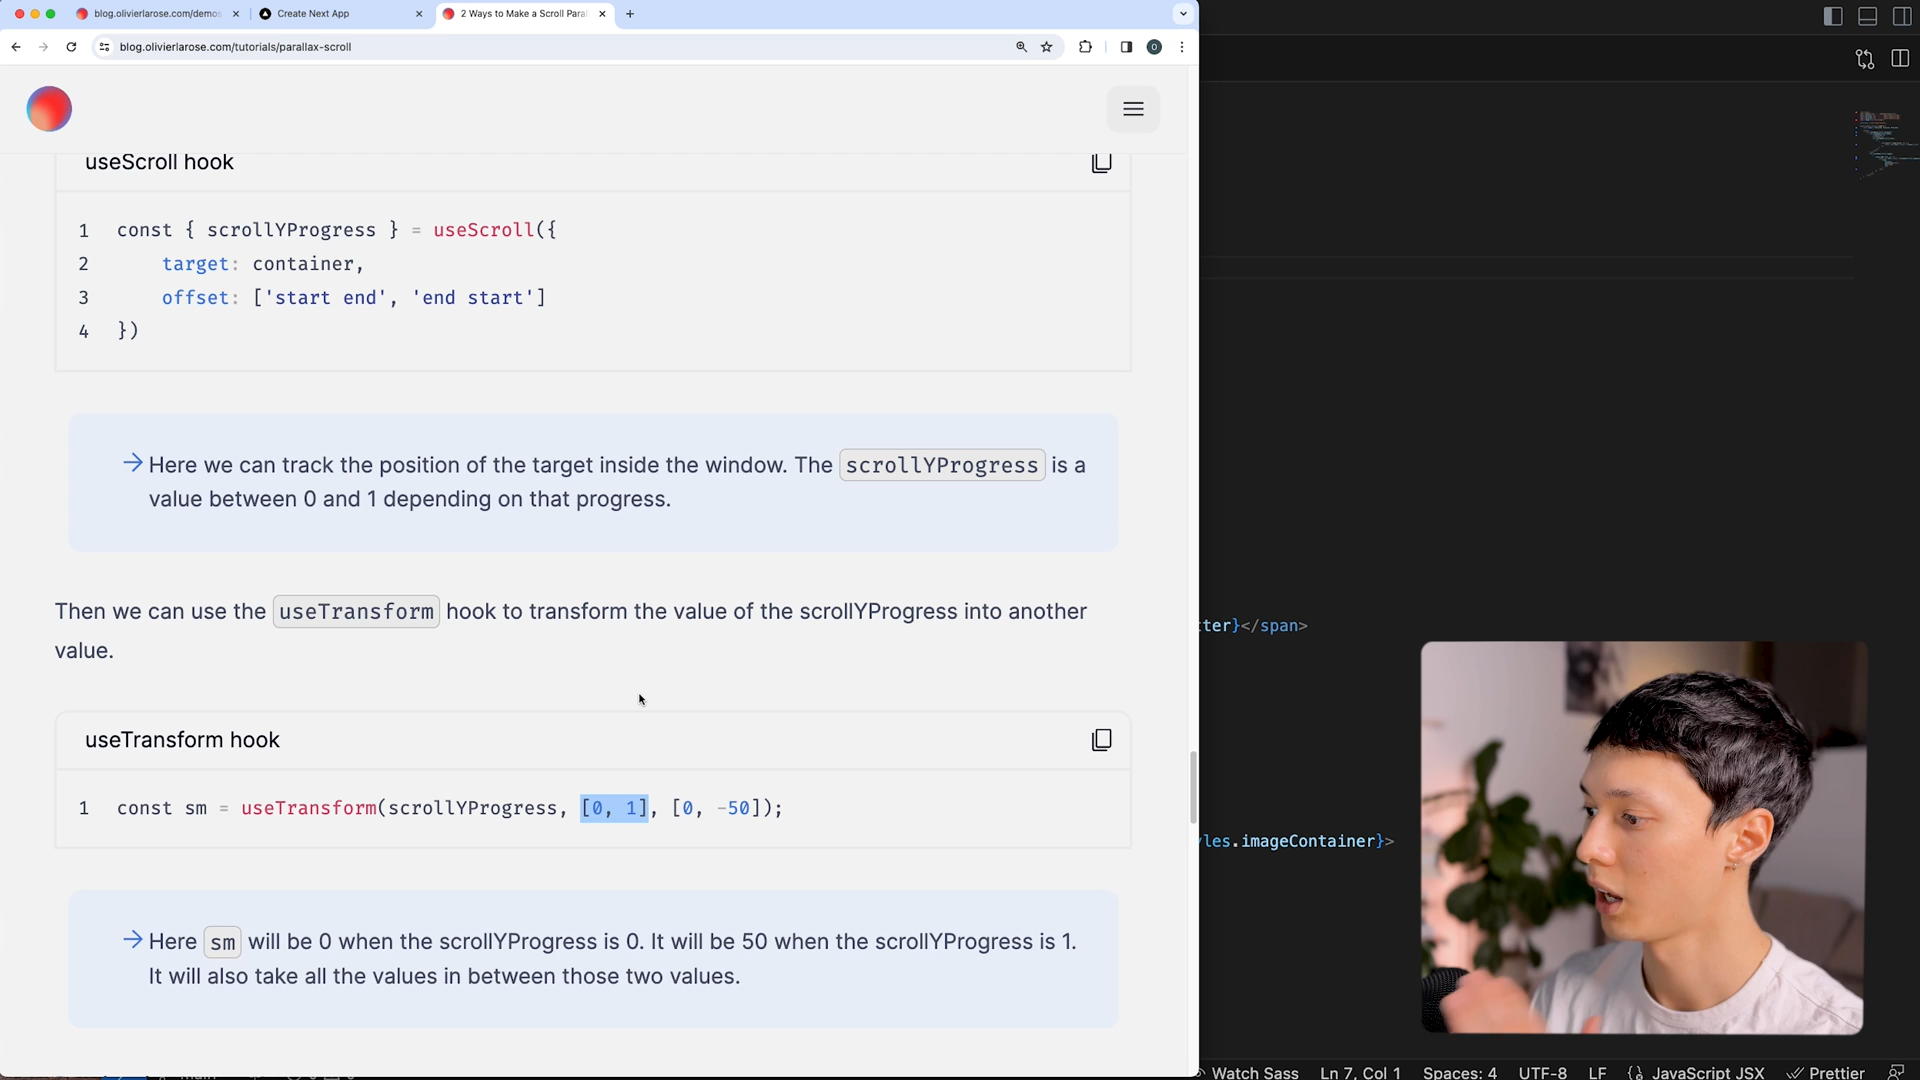 blog.olivierlarose.com/demos
Create Next App
2 Ways to Make a Scroll Para
blog.olivierlarose.com/tutorials/parallax-scroll
O
useScroll hook
1 const { scrollYProgress } = useScroll({
2 target: container,
3 offset: ['start end', 'end start']
4 })
→ Here we can track the position of the target inside the window. The scrollYProgress is a
value between 0 and 1 depending on that progress.
Then we can use the useTransform hook to transform the value of the scrollYProgress into another
value.
useTransform hook
1 const sm = useTransform(scrollYProgress, [0, 1], [0, -50]);
→ Here sm will be 0 when the scrollYProgress is 0. It will be 50 when the scrollYProgress is 1.
It will also take all the values in between those two values.
tter}</span>
les.imageContainer}>
Watch Sass Ln 7, Col 1 Spaces: 4 UTF-8 LF {} JavaScript JSX Prettier